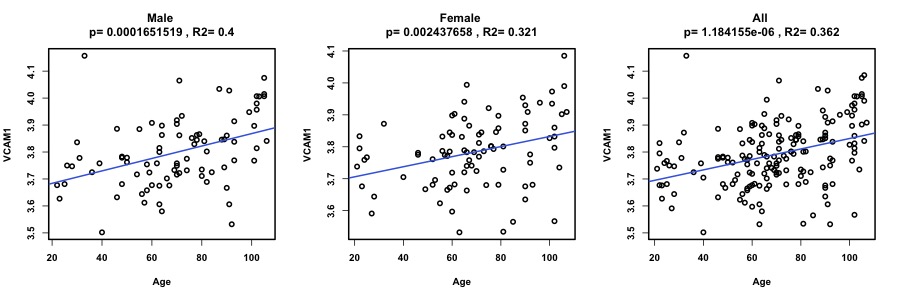 Male
p= 0.0001651519 , R2= 0.4
VCAM1
4.1
4.0
3.9
3.8
3.7
3.6
3.5
20 40 60 80 100
Age
Female
p= 0.002437658 , R2= 0.321
VCAM1
4.1
4.0
3.9
3.8
3.7
3.6
20 40 60 80 100
Age
All
p= 1.184155e-06 , R2= 0.362
VCAM1
4.1
4.0
3.9
3.8
3.7
3.6
3.5
20 40 60 80 100
Age